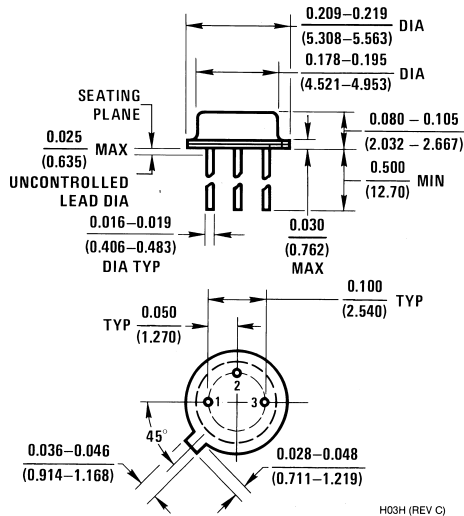 0.209–0.219 DIA
(5.308–5.563)
0.178–0.195 DIA
(4.521–4.953)
SEATING
PLANE
0.080 – 0.105
(2.032 – 2.667)
0.025 MAX
(0.635)
0.500 MIN
(12.70)
UNCONTROLLED
LEAD DIA
0.016–0.019
(0.406–0.483)
DIA TYP
0.030
(0.762)
MAX
0.100 TYP
(2.540)
TYP 0.050
(1.270)
2
1
3
45°
0.036–0.046
(0.914–1.168)
0.028–0.048
(0.711–1.219)
H03H (REV C)